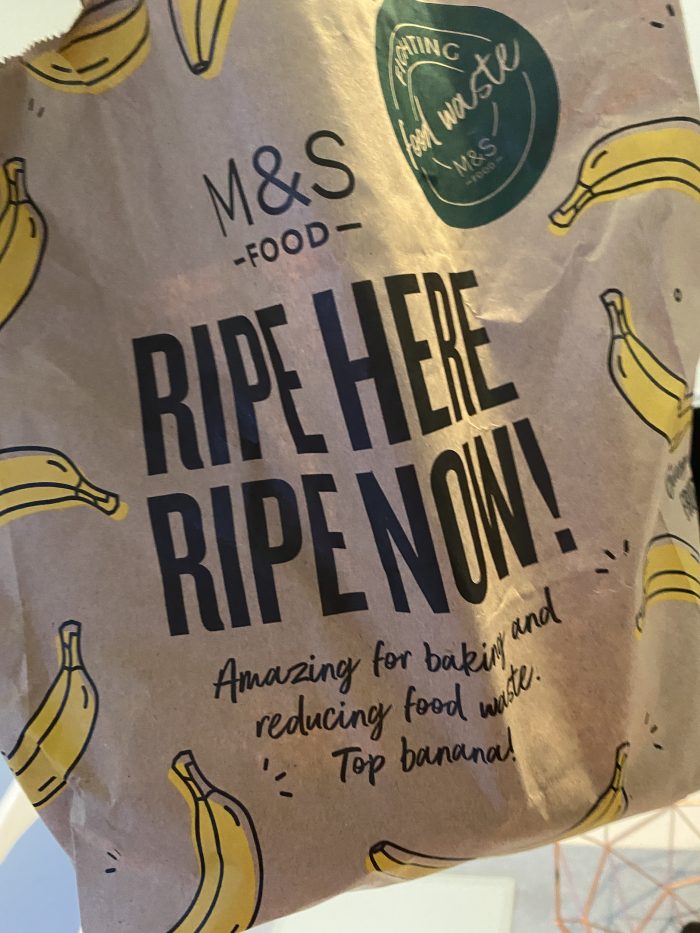 FIGHTING
food waste
M&S
-FOOD-
M&S
-FOOD-
RIPE HERE
RIPE NOW!
Amazing for baking and
reducing food waste.
Top banana!